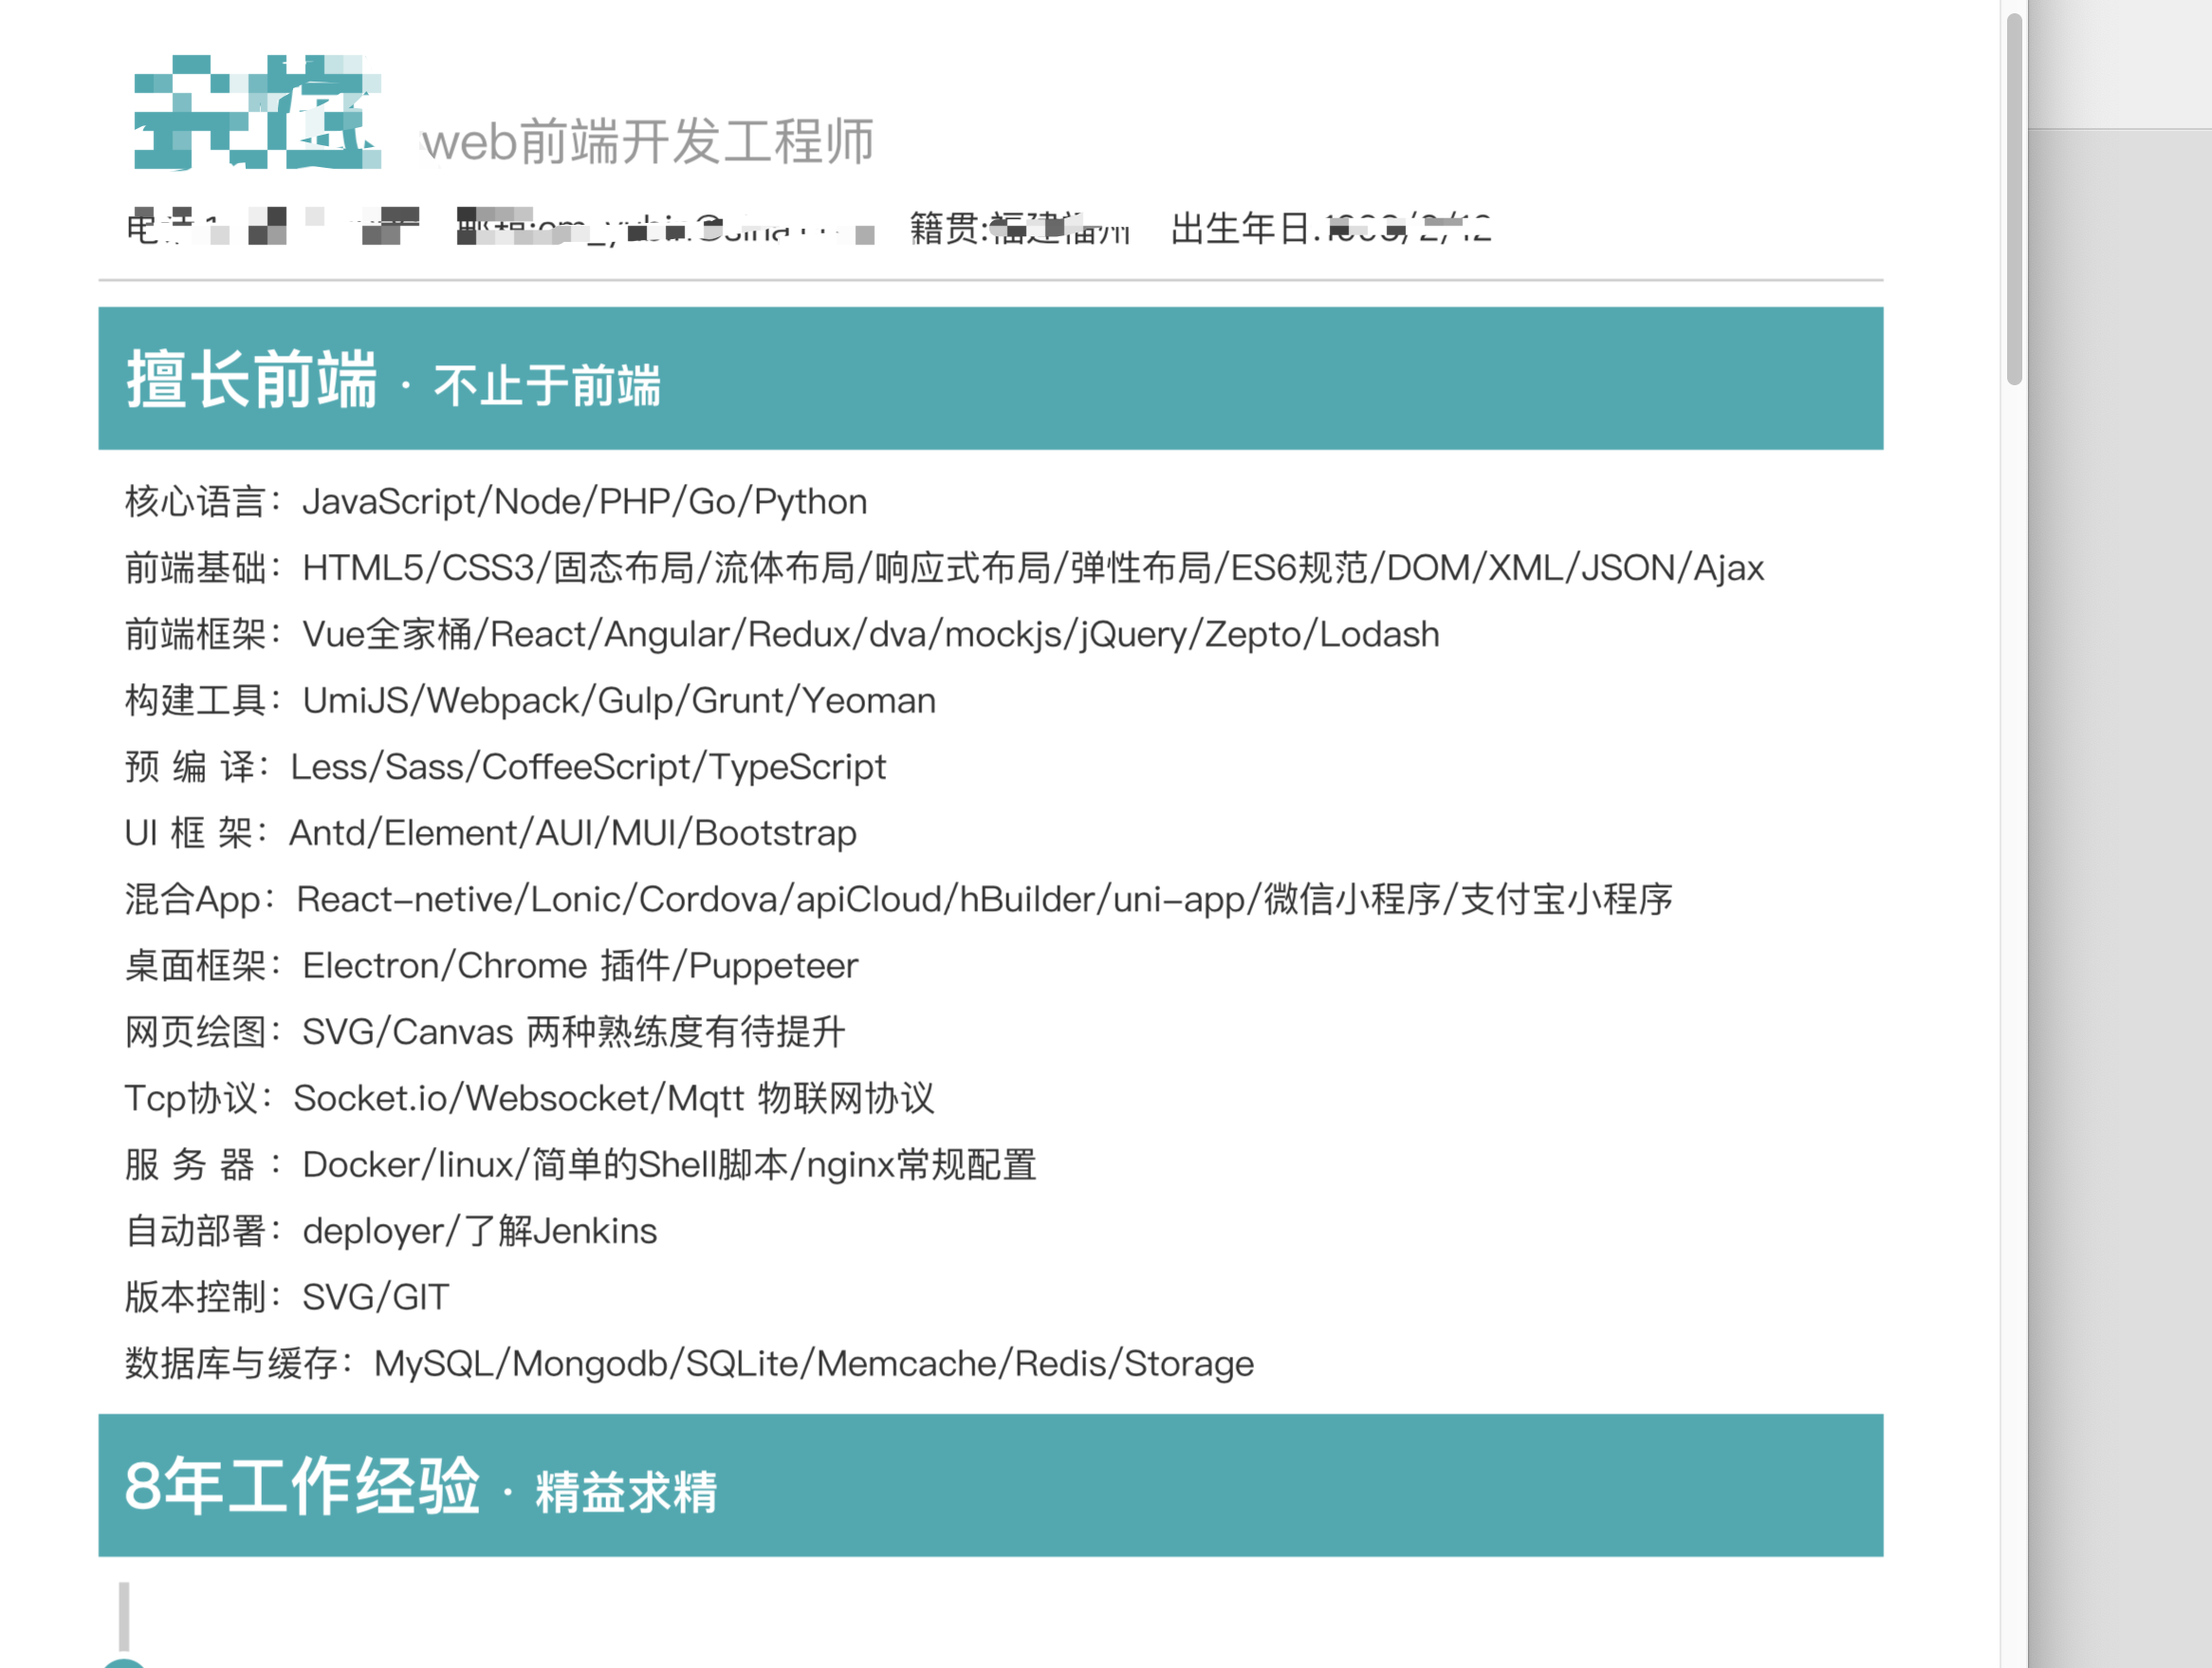 web前端开发工程师
籍贯: 出生年日:
擅长前端 · 不止于前端
核心语言：JavaScript/Node/PHP/Go/Python
前端基础：HTML5/CSS3/固态布局/流体布局/响应式布局/弹性布局/ES6规范/DOM/XML/JSON/Ajax
前端框架：Vue全家桶/React/Angular/Redux/dva/mockjs/jQuery/Zepto/Lodash
构建工具：UmiJS/Webpack/Gulp/Grunt/Yeoman
预 编 译：Less/Sass/CoffeeScript/TypeScript
UI 框 架：Antd/Element/AUI/MUI/Bootstrap
混合App：React-netive/Lonic/Cordova/apiCloud/hBuilder/uni-app/微信小程序/支付宝小程序
桌面框架：Electron/Chrome 插件/Puppeteer
网页绘图：SVG/Canvas 两种熟练度有待提升
Tcp协议：Socket.io/Websocket/Mqtt 物联网协议
服 务 器 ：Docker/linux/简单的Shell脚本/nginx常规配置
自动部署：deployer/了解Jenkins
版本控制：SVG/GIT
数据库与缓存：MySQL/Mongodb/SQLite/Memcache/Redis/Storage
8年工作经验 · 精益求精